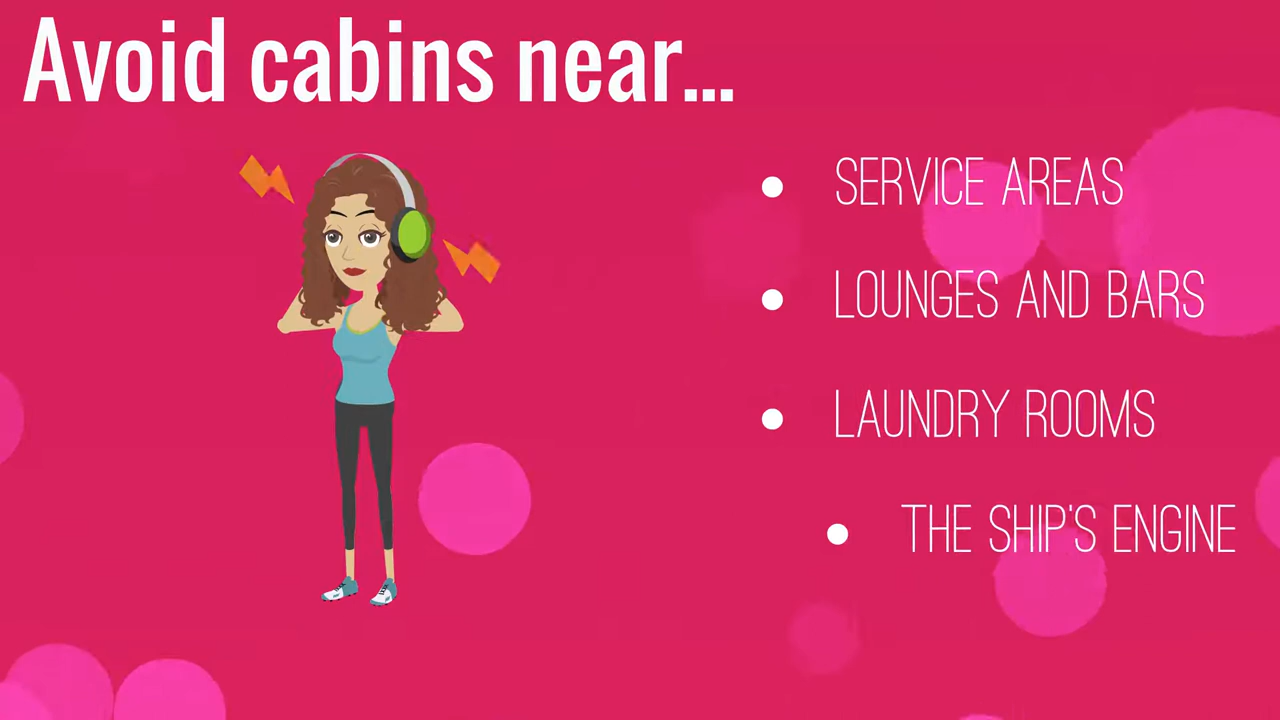 Avoid cabins near...
• SERVICE AREAS
• LOUNGES AND BARS
• LAUNDRY ROOMS
• THE SHIP'S ENGINE